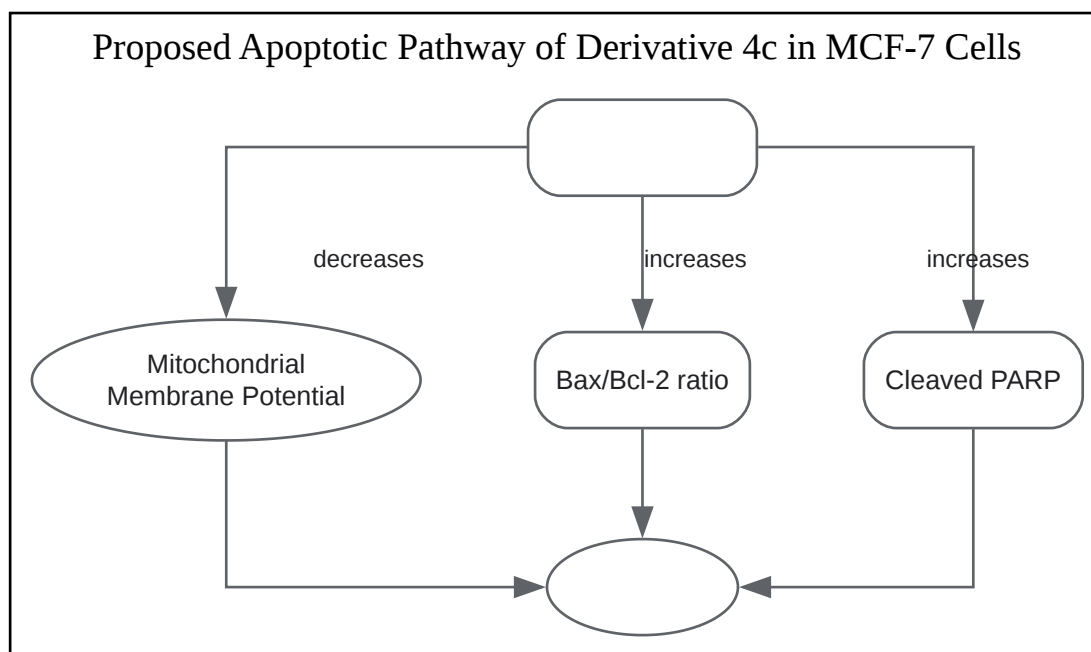 Proposed Apoptotic Pathway of Derivative 4c in MCF-7 Cells
decreases
increases
increases
Mitochondrial
Membrane Potential
Bax/Bcl-2 ratio
Cleaved PARP